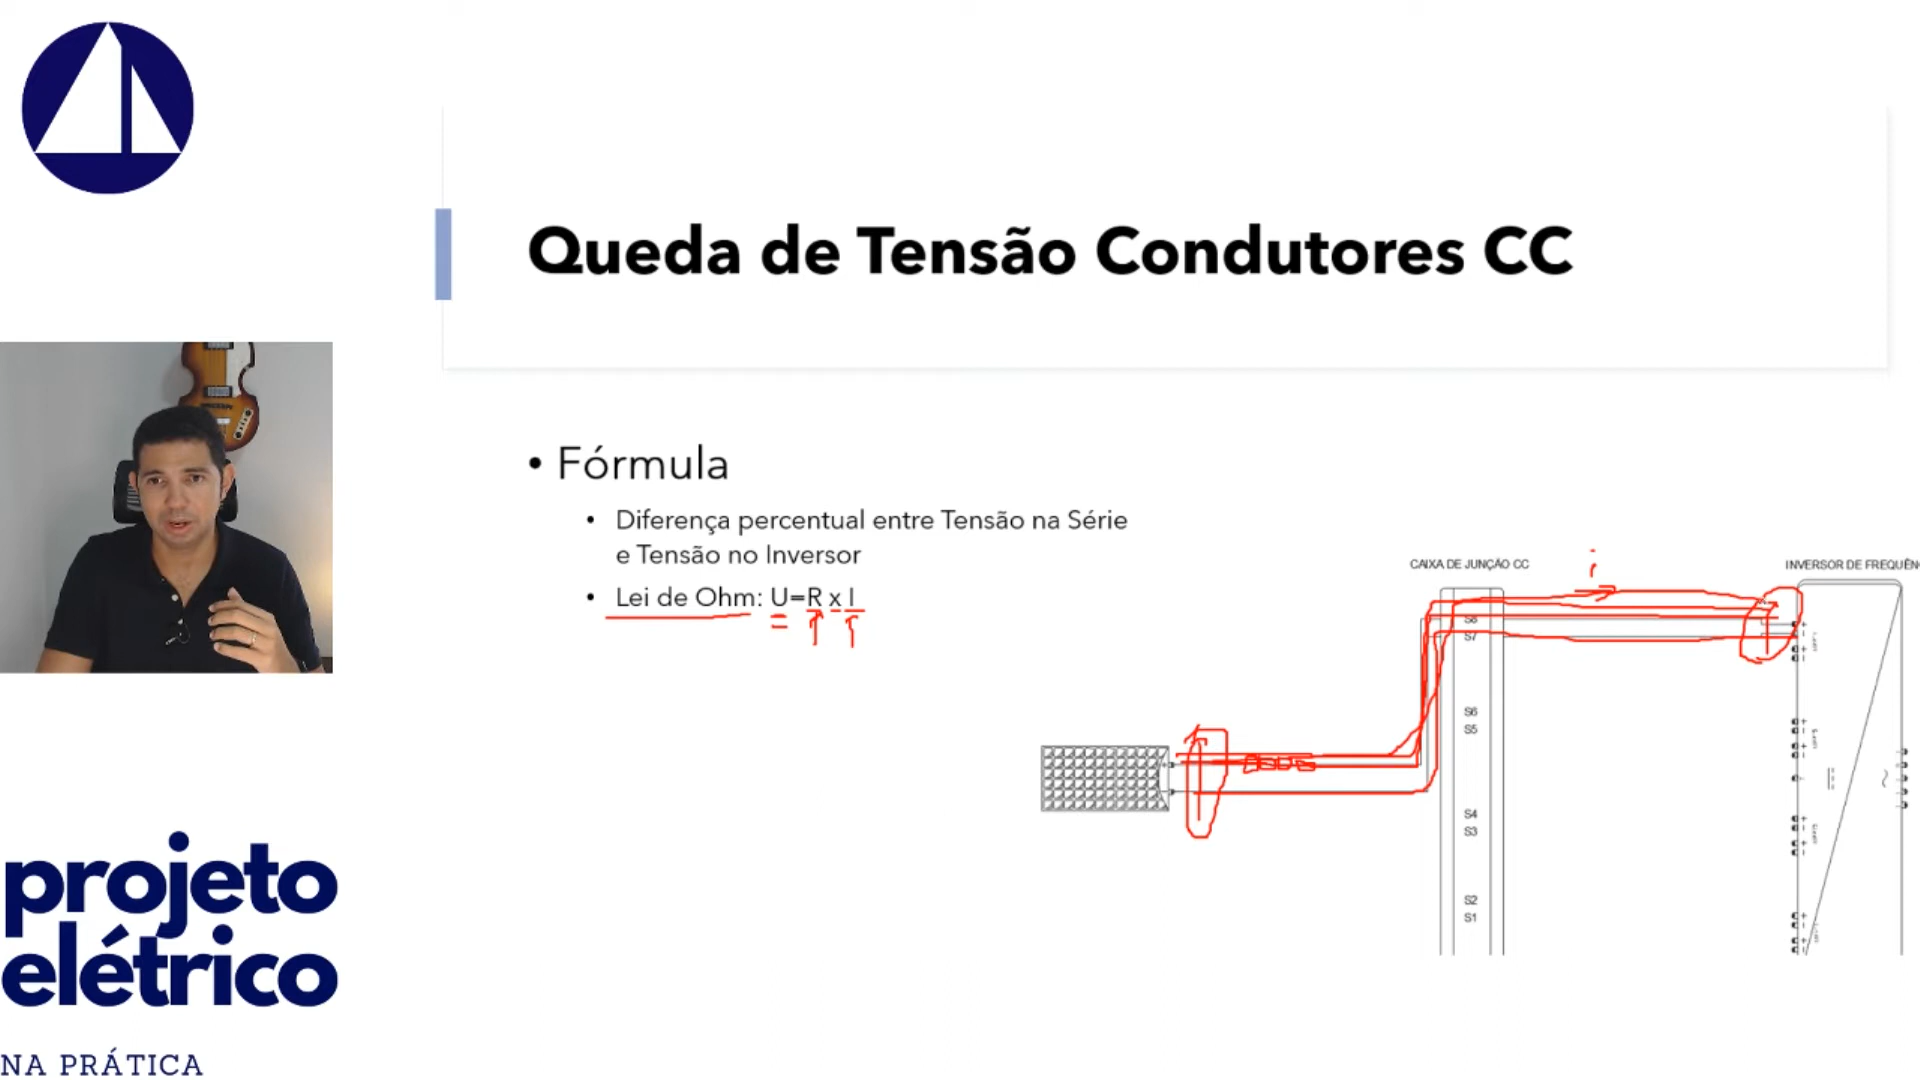 Queda de Tensão Condutores CC
• Fórmula
• Diferença percentual entre Tensão na Série
e Tensão no Inversor
• Lei de Ohm: U=R x I
CAIXA DE JUNÇÃO CC
i
INVERSOR DE FREQUÊN
S8
S7
S6
S5
S4
S3
S2
S1
projeto
elétrico
NA PRÁTICA